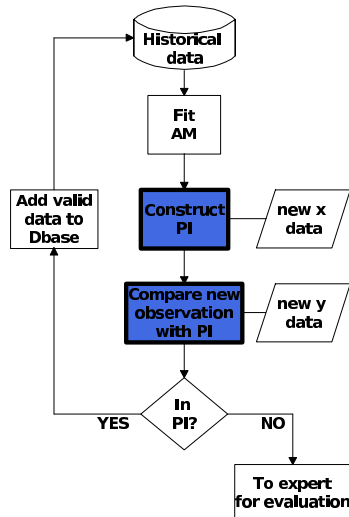 Historical
data
Fit
AM
Add valid
data to
Dbase
Construct
PI
new x
data
Compare new
observation
with PI
new y
data
In
PI?
YES
NO
To expert
for evaluation